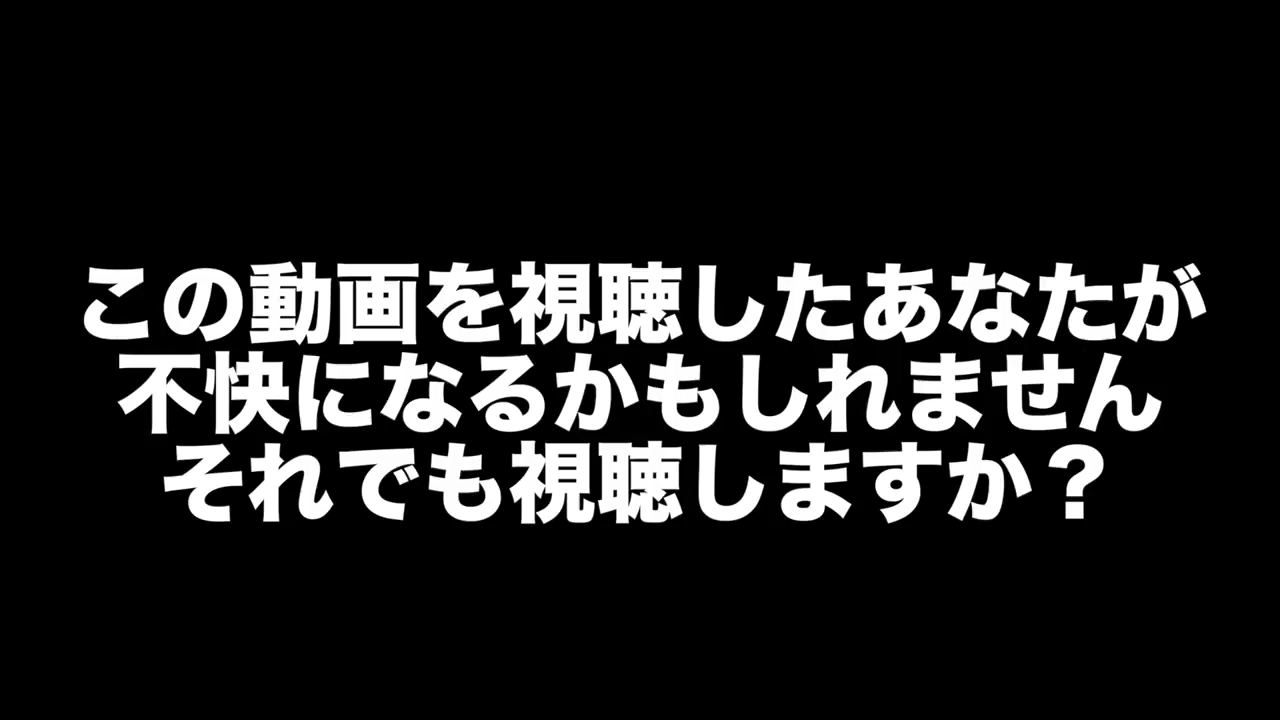 この動画を視聴したあなたが
不快になるかもしれません
それでも視聴しますか？